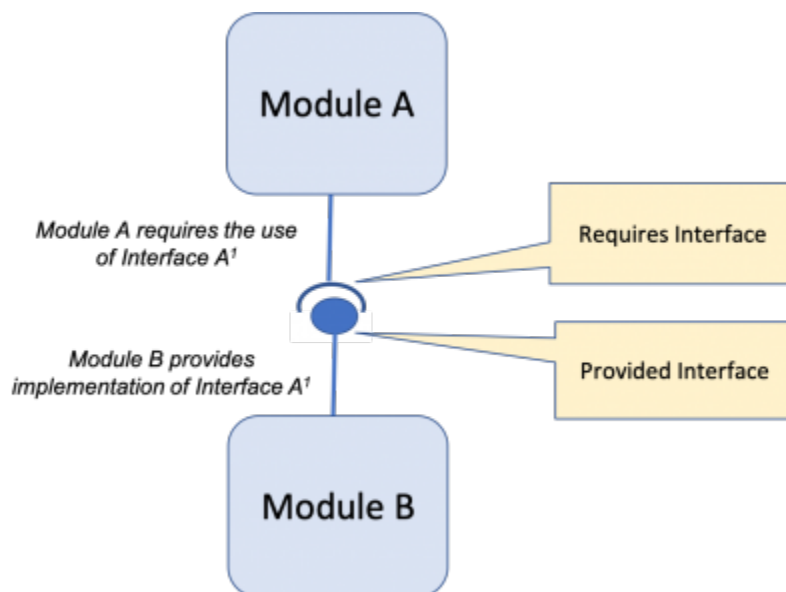 Module A
Module A requires the use
of Interface A¹
Requires Interface
Module B provides
implementation of Interface A¹
Provided Interface
Module B